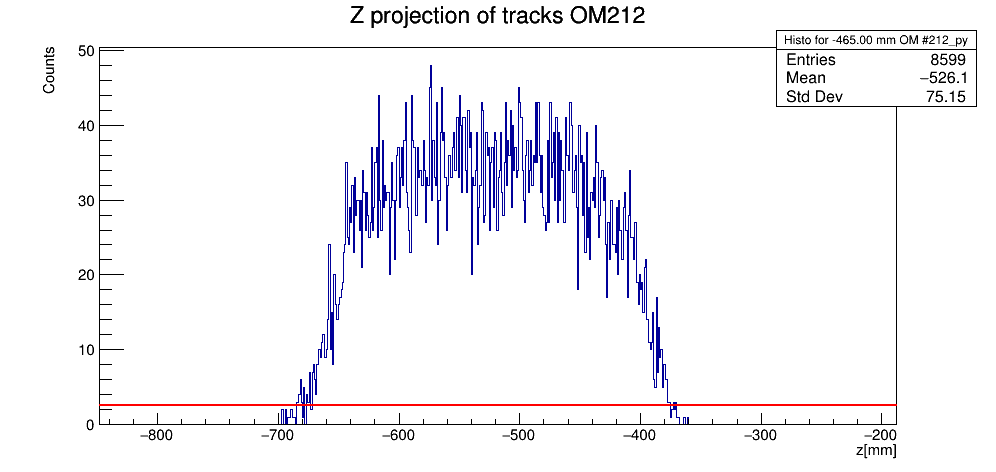 Z projection of tracks OM212
Histo for -465.00 mm OM #212_py
Entries 8599
Mean −526.1
Std Dev 75.15
Counts
50
40
30
20
10
0
−800 −700 −600 −500 −400 −300 −200
z[mm]